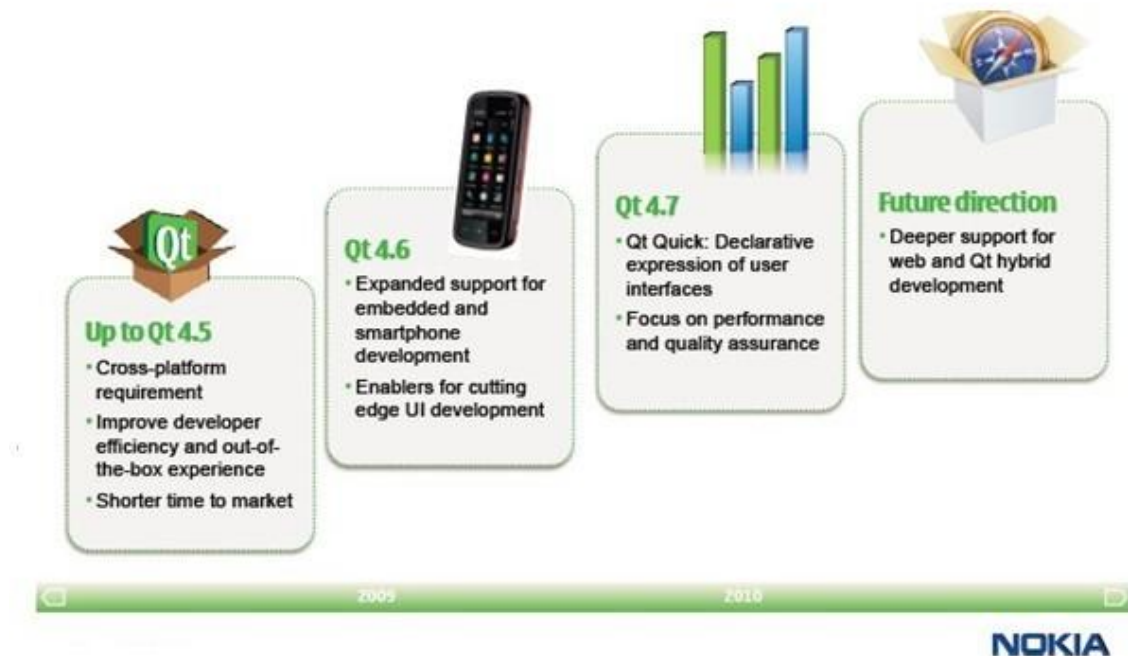 Qt
Up to Qt 4.5
• Cross-platform
requirement
• Improve developer
efficiency and out-of-
the-box experience
• Shorter time to market
Qt 4.6
• Expanded support for
embedded and
smartphone
development
• Enablers for cutting
edge UI development
Qt 4.7
• Qt Quick: Declarative
expression of user
interfaces
• Focus on performance
and quality assurance
Future direction
• Deeper support for
web and Qt hybrid
development
2009
2010
NOKIA